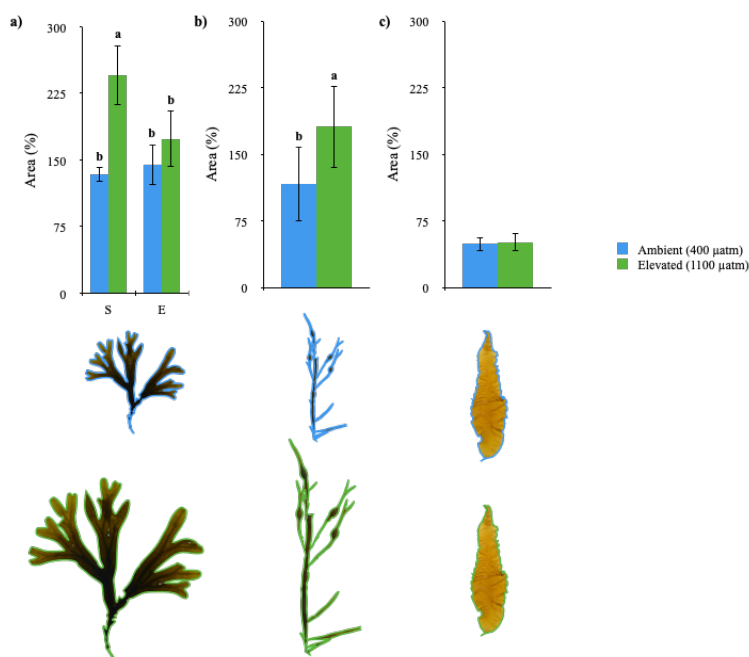 a)
300
225
150
75
0
Area (%)
b
a
b
b
S
E
b)
300
225
150
75
0
Area (%)
b
a
c)
300
225
150
75
0
Area (%)
Ambient (400 µatm)
Elevated (1100 µatm)